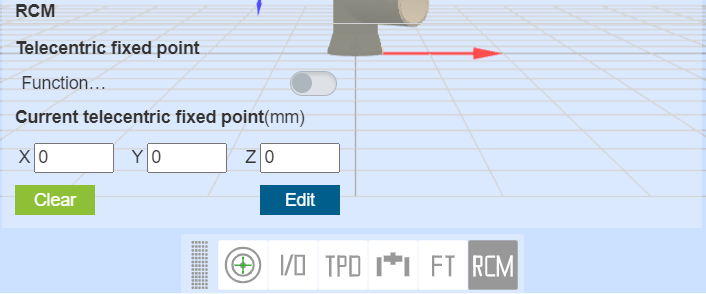 RCM
Telecentric fixed point
Function…
Current telecentric fixed point(mm)
X 0 Y 0 Z 0
Clear Edit
I/O TPD FT RCM